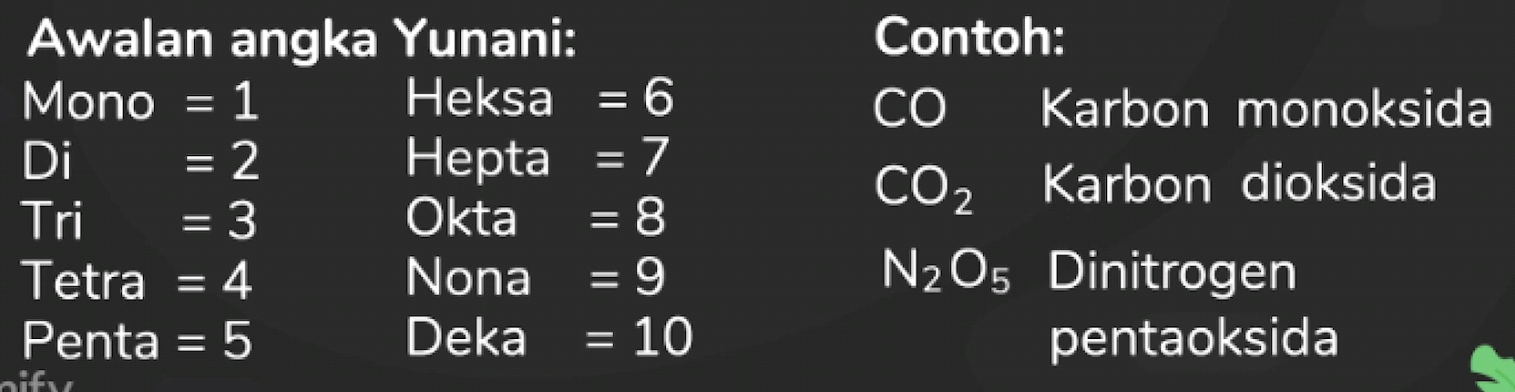 Awalan angka Yunani:
Mono = 1
Di = 2
Tri = 3
Tetra = 4
Penta = 5
Heksa = 6
Hepta = 7
Okta = 8
Nona = 9
Deka = 10
Contoh:
CO Karbon monoksida
CO₂ Karbon dioksida
N₂O₅ Dinitrogen
pentaoksida